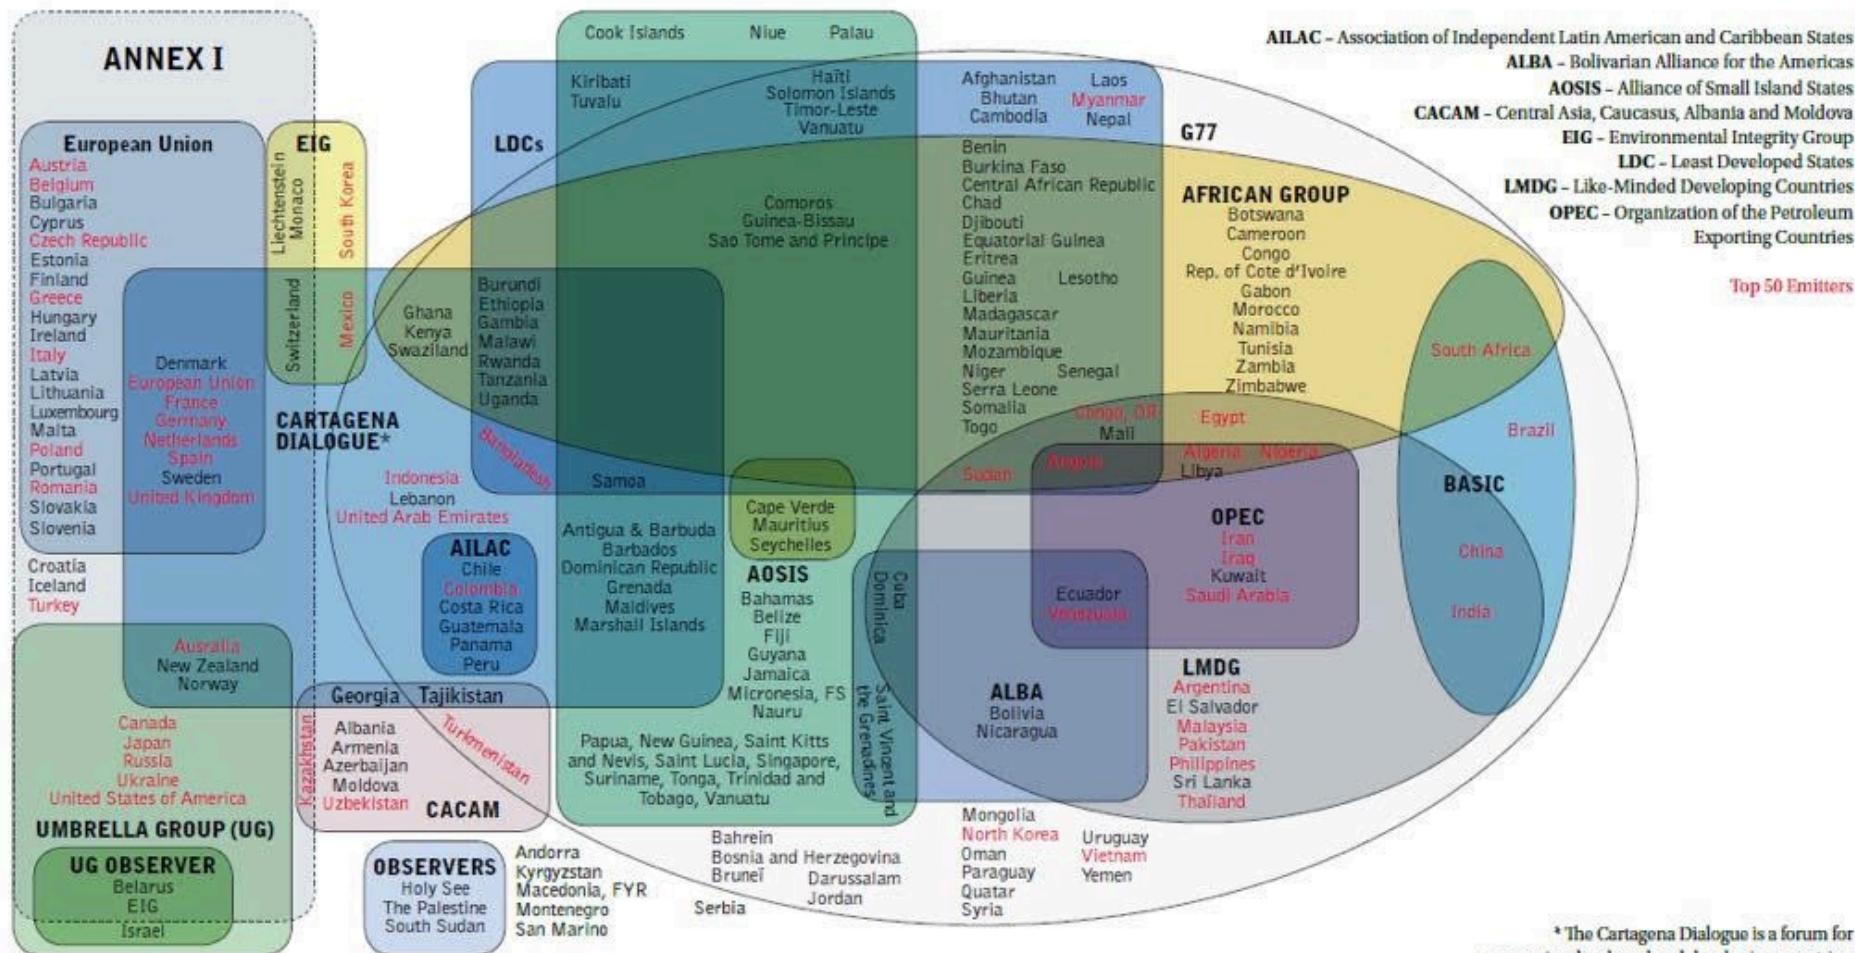 ANNEX I
European Union
Austria
Belgium
Bulgaria
Cyprus
Czech Republic
Estonia
Finland
Greece
Hungary
Ireland
Italy
Latvia
Lithuania
Luxembourg
Malta
Poland
Portugal
Romania
Slovakia
Slovenia
Croatia
Iceland
Turkey
Denmark
European Union
France
Germany
Netherlands
Spain
Sweden
United Kingdom
EIG
Liechtenstein
Monaco
South Korea
Switzerland
Mexico
CARTAGENA
DIALOGUE*
Ausralia
New Zealand
Norway
Canada
Japan
Russia
Ukraine
United States of America
UMBRELLA GROUP (UG)
UG OBSERVER
Belarus
EIG
Israel
LDCs
Cook Islands Niue Palau
Kiribati
Tuvalu
Haïti
Solomon Islands
Timor-Leste
Vanuatu
Afghanistan Laos
Bhutan Myanmar
Cambodia Nepal
G77
Comoros
Guinea-Bissau
Sao Tome and Principe
Benin
Burkina Faso
Central African Republic
Chad
Djibouti
Equatorial Guinea
Eritrea
Guinea Lesotho
Liberia
Madagascar
Mauritania
Mozambique
Niger Senegal
Serra Leone
Somalia
Togo
Congo, DR
Mali
Sudan
Angola
AFRICAN GROUP
Botswana
Cameroon
Congo
Rep. of Cote d'Ivoire
Gabon
Morocco
Namibia
Tunisia
Zambia
Zimbabwe
Egypt
Algeria Nigeria
Libya
Ghana
Kenya
Swaziland
Burundi
Ethiopia
Gambia
Malawi
Rwanda
Tanzania
Uganda
Bangladesh
Samoa
Indonesia
Lebanon
United Arab Emirates
AILAC
Chile
Colombia
Costa Rica
Guatemala
Panama
Peru
Antigua & Barbuda
Barbados
Dominican Republic
Grenada
Maldives
Marshall Islands
Cape Verde
Mauritius
Seychelles
AOSIS
Bahamas
Belize
Fiji
Guyana
Jamaica
Micronesia, FS
Nauru
Papua, New Guinea, Saint Kitts
and Nevis, Saint Lucia, Singapore,
Suriname, Tonga, Trinidad and
Tobago, Vanuatu
Cuba
Dominica
Saint Vincent and
the Grenadines
ALBA
Bolivia
Nicaragua
Ecuador
Venezuela
OPEC
Iran
Iraq
Kuwait
Saudi Arabia
LMDG
Argentina
El Salvador
Malaysia
Pakistan
Philippines
Sri Lanka
Thailand
South Africa
Brazil
BASIC
China
India
Georgia Tajikistan
Kazakhstan
Albania
Armenia
Azerbaijan
Moldova
Uzbekistan
Turkmenistan
CACAM
OBSERVERS
Holy See
The Palestine
South Sudan
Andorra
Kyrgyzstan
Macedonia, FYR
Montenegro
San Marino
Bahrein
Bosnia and Herzegovina
Bruneï Darussalam
Jordan
Serbia
Mongolia
North Korea Uruguay
Oman Vietnam
Paraguay Yemen
Quatar
Syria
AILAC – Association of Independent Latin American and Caribbean States
ALBA – Bolivarian Alliance for the Americas
AOSIS – Alliance of Small Island States
CACAM – Central Asia, Caucasus, Albania and Moldova
EIG – Environmental Integrity Group
LDC – Least Developed States
LMDG – Like-Minded Developing Countries
OPEC – Organization of the Petroleum
Exporting Countries
Top 50 Emitters
* The Cartagena Dialogue is a forum for